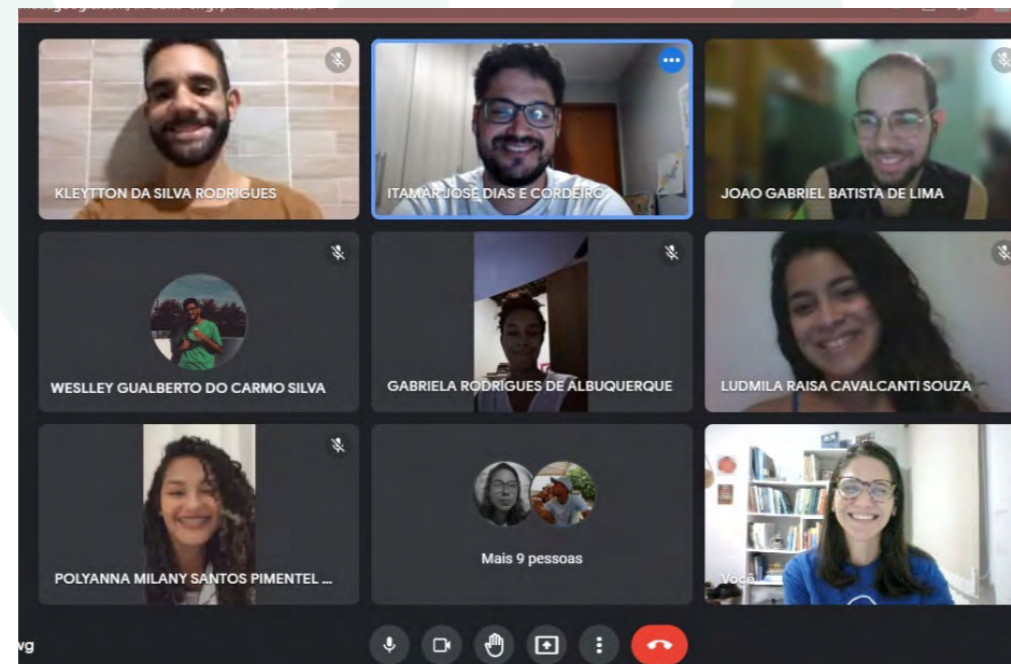 KLEYTTON DA SILVA RODRIGUES
ITAMAR JOSÉ DIAS E CORDEIRO
JOAO GABRIEL BATISTA DE LIMA
WESLLEY GUALBERTO DO CARMO SILVA
GABRIELA RODRIGUES DE ALBUQUERQUE
LUDMILA RAISA CAVALCANTI SOUZA
POLYANNA MILANY SANTOS PIMENTEL ...
Mais 9 pessoas
Você